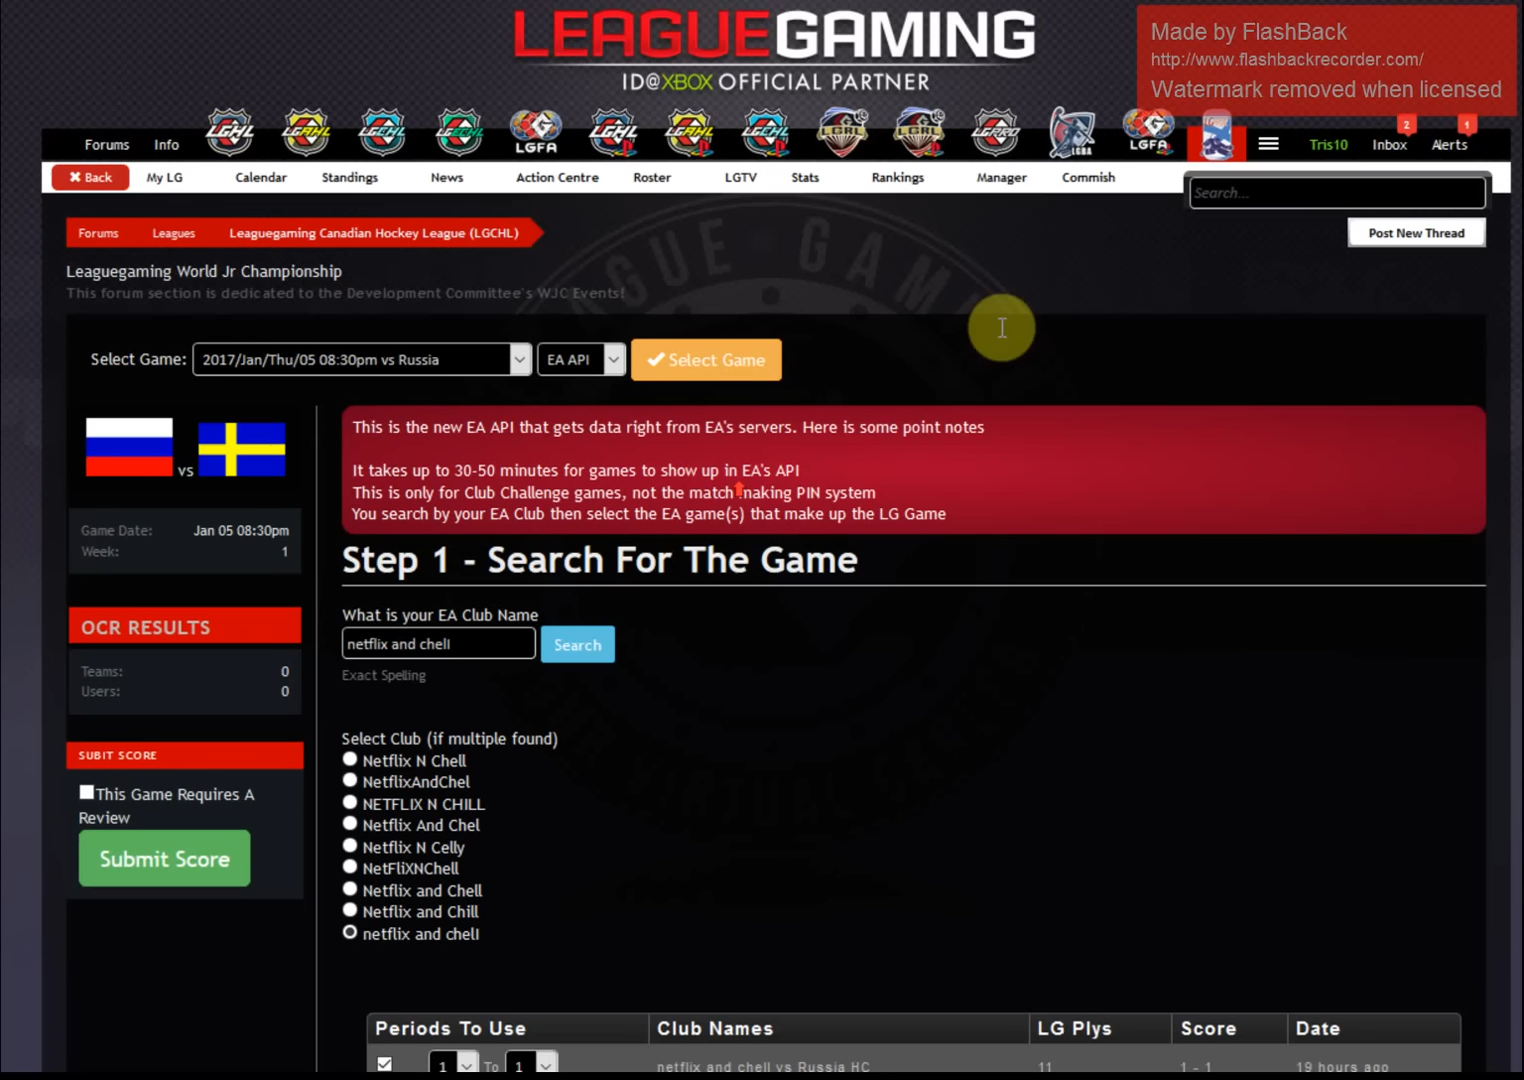 LEAGUEGAMING
ID@XBOX OFFICIAL PARTNER
Made by FlashBack
http://www.flashbackrecorder.com/
Watermark removed when licensed
Forums Info LGHL LGAHL LGCHL LGFA LGHL LGAHL LGCHL LGBA LGFA Tris10 Inbox 2 Alerts 1
✖ Back My LG Calendar Standings News Action Centre Roster LGTV Stats Rankings Manager Commish
Search...
Forums Leagues Leaguegaming Canadian Hockey League (LGCHL)
Post New Thread
Leaguegaming World Jr Championship
This forum section is dedicated to the Development Committee's WJC Events!
Select Game: 2017/Jan/Thu/05 08:30pm vs Russia EA API ✔ Select Game
vs
Game Date: Jan 05 08:30pm
Week: 1
OCR RESULTS
Teams: 0
Users: 0
SUBIT SCORE
This Game Requires A
Review
Submit Score
This is the new EA API that gets data right from EA's servers. Here is some point notes
It takes up to 30-50 minutes for games to show up in EA's API
This is only for Club Challenge games, not the match making PIN system
You search by your EA Club then select the EA game(s) that make up the LG Game
Step 1 - Search For The Game
What is your EA Club Name
netflix and chelI Search
Exact Spelling
Select Club (if multiple found)
Netflix N Chell
NetflixAndChel
NETFLIX N CHILL
Netflix And Chel
Netflix N Celly
NetFliXNChell
Netflix and Chell
Netflix and Chill
netflix and chelI
Periods To Use Club Names LG Plys Score Date
1 To 1 netflix and chell vs Russia HC 11 1 - 1 19 hours ago